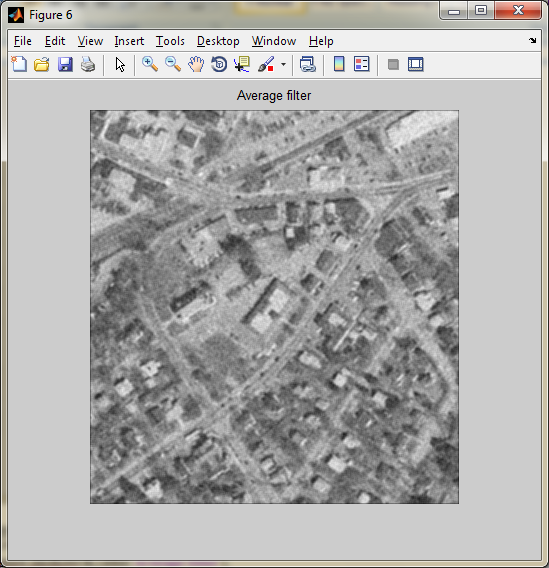 Figure 6
File Edit View Insert Tools Desktop Window Help
Average filter